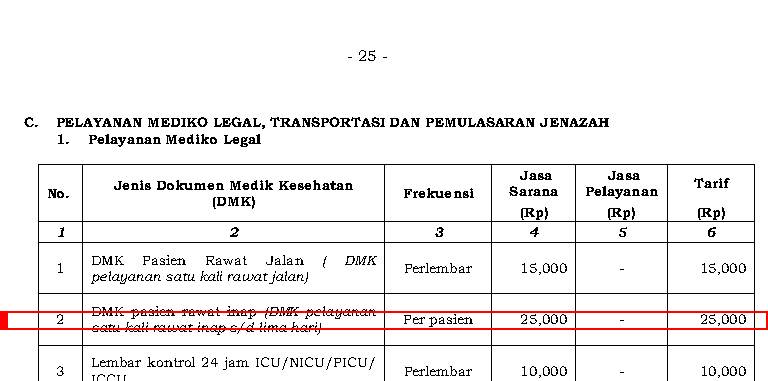 - 25 -
C. PELAYANAN MEDIKO LEGAL, TRANSPORTASI DAN PEMULASARAN JENAZAH
1. Pelayanan Mediko Legal
No. Jenis Dokumen Medik Kesehatan (DMK) Frekuensi Jasa Sarana (Rp) Jasa Pelayanan (Rp) Tarif (Rp)
1 2 3 4 5 6
1 DMK Pasien Rawat Jalan ( DMK pelayanan satu kali rawat jalan) Perlembar 15,000 - 15,000
2 DMK pasien rawat inap (DMK pelayanan satu kali rawat inap s/d lima hari) Per pasien 25,000 - 25,000
3 Lembar kontrol 24 jam ICU/NICU/PICU/ ICCU Perlembar 10,000 - 10,000